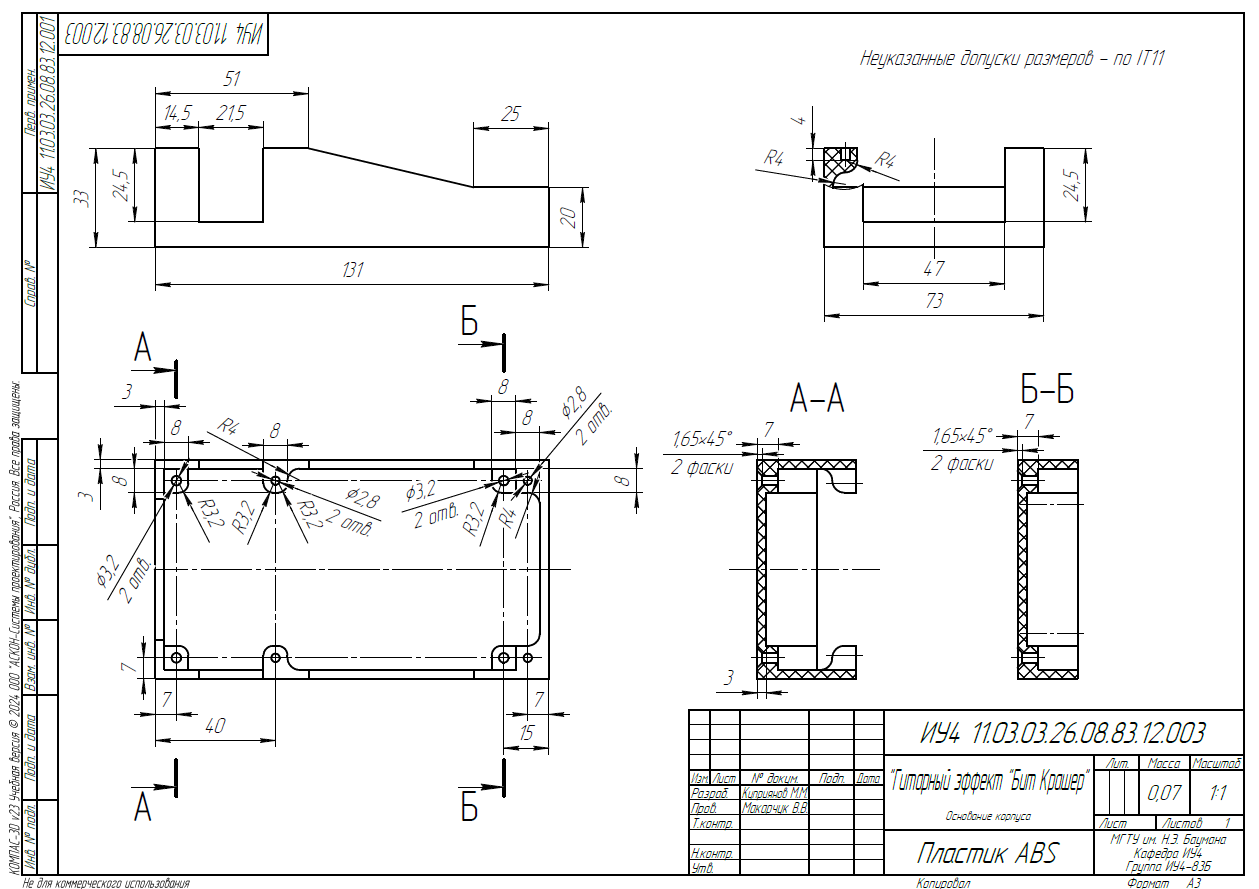 ИУ4 11.03.03.26.08.83.12.003
Перв. примен.
ИУ4 11.03.03.26.08.83.12.001
Справ. №
Неуказанные допуски размеров – по IT11
51
14,5
21,5
25
33
24,5
20
131
4
R4
R4
24,5
47
73
А
Б
3
8
R4
8
8
8
ϕ2,8
2 отв.
3
8
R3,2
R3,2
R3,2
ϕ2,8
2 отв.
ϕ3,2
2 отв.
R3,2
R4
8
ϕ3,2
2 отв.
7
7
40
7
15
А
Б
А–А
1,65×45°
2 фаски
7
3
Б–Б
1,65×45°
2 фаски
7
Подп. и дата
Инв. № дубл.
Взам. инв. №
Подп. и дата
Инв. № подл.
КОМПАС-3D v23 Учебная версия © 2024 ООО "АСКОН-Системы проектирования". Россия. Все права защищены.
ИУ4 11.03.03.26.08.83.12.003
Изм. Лист № докум. Подп. Дата
Разраб. Киприянов М.М.
Пров. Макарчук В.В.
Т.контр.
Н.контр.
Утв.
"Гитарный эффект "Бит Крошер"
Основание корпуса
Лит. Масса Масштаб
0,07 1:1
Лист Листов 1
Пластик ABS
МГТУ им. Н.Э. Баумана
Кафедра ИУ4
Группа ИУ4-83Б
Не для коммерческого использования
Копировал
Формат А3